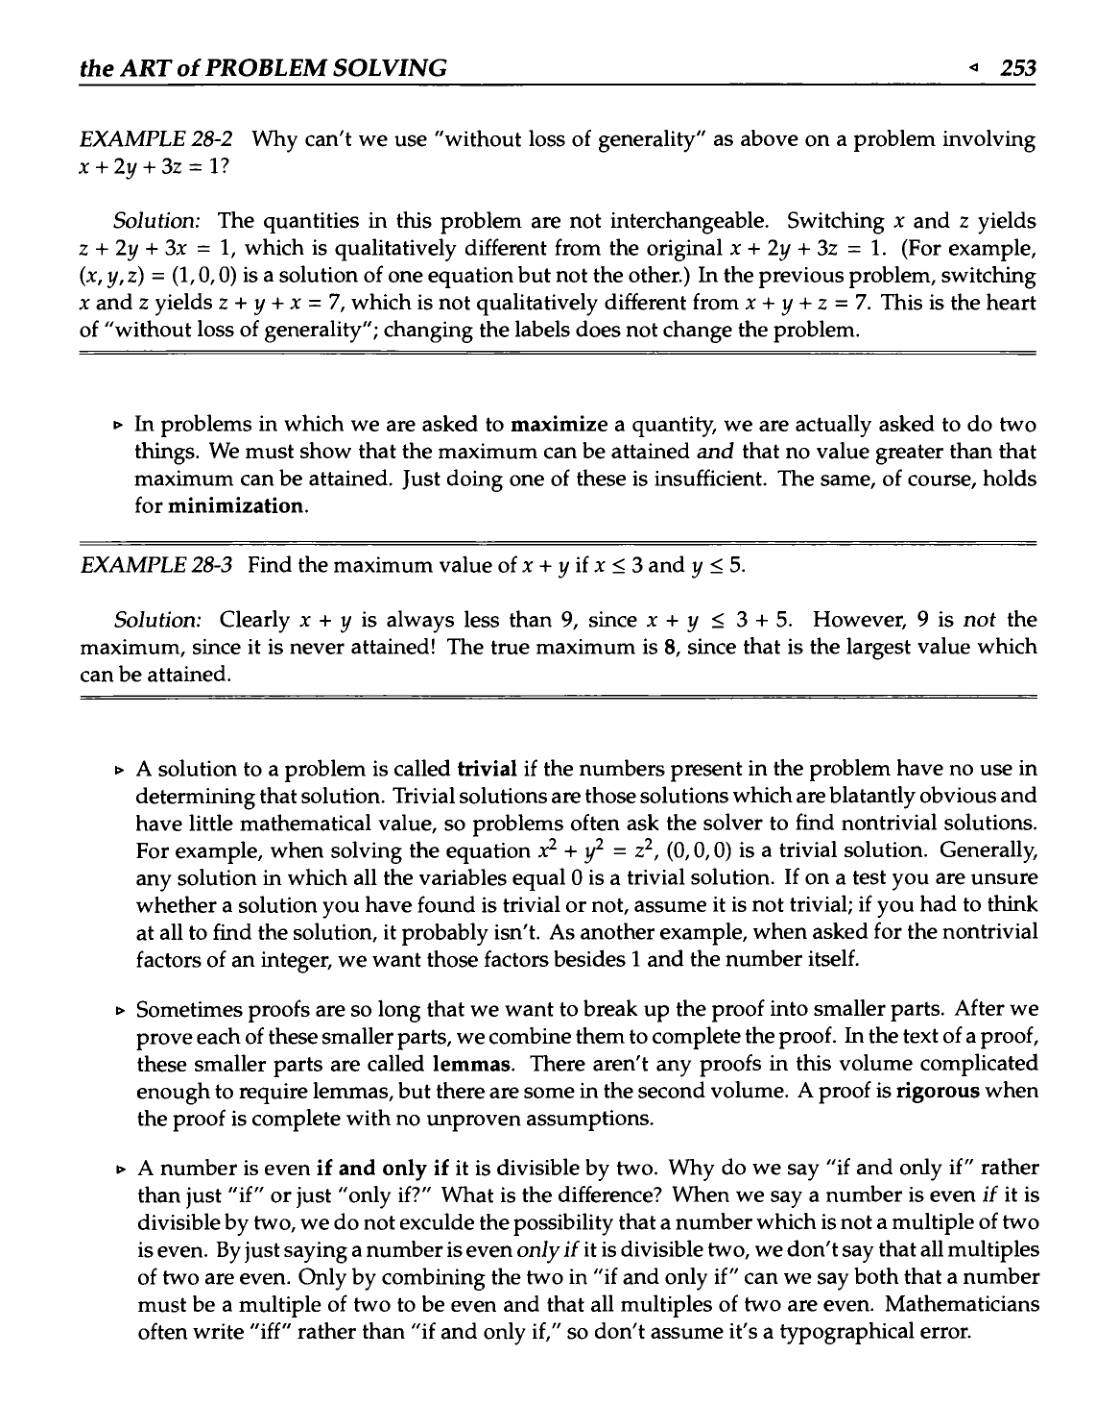 the ART of PROBLEM SOLVING ◃ 253
EXAMPLE 28-2 Why can't we use "without loss of generality" as above on a problem involving
x + 2y + 3z = 1?
Solution: The quantities in this problem are not interchangeable. Switching x and z yields
z + 2y + 3x = 1, which is qualitatively different from the original x + 2y + 3z = 1. (For example,
(x, y, z) = (1, 0, 0) is a solution of one equation but not the other.) In the previous problem, switching
x and z yields z + y + x = 7, which is not qualitatively different from x + y + z = 7. This is the heart
of "without loss of generality"; changing the labels does not change the problem.
▹ In problems in which we are asked to maximize a quantity, we are actually asked to do two
things. We must show that the maximum can be attained and that no value greater than that
maximum can be attained. Just doing one of these is insufficient. The same, of course, holds
for minimization.
EXAMPLE 28-3 Find the maximum value of x + y if x ≤ 3 and y ≤ 5.
Solution: Clearly x + y is always less than 9, since x + y ≤ 3 + 5. However, 9 is not the
maximum, since it is never attained! The true maximum is 8, since that is the largest value which
can be attained.
▹ A solution to a problem is called trivial if the numbers present in the problem have no use in
determining that solution. Trivial solutions are those solutions which are blatantly obvious and
have little mathematical value, so problems often ask the solver to find nontrivial solutions.
For example, when solving the equation x² + y² = z², (0, 0, 0) is a trivial solution. Generally,
any solution in which all the variables equal 0 is a trivial solution. If on a test you are unsure
whether a solution you have found is trivial or not, assume it is not trivial; if you had to think
at all to find the solution, it probably isn't. As another example, when asked for the nontrivial
factors of an integer, we want those factors besides 1 and the number itself.
▹ Sometimes proofs are so long that we want to break up the proof into smaller parts. After we
prove each of these smaller parts, we combine them to complete the proof. In the text of a proof,
these smaller parts are called lemmas. There aren't any proofs in this volume complicated
enough to require lemmas, but there are some in the second volume. A proof is rigorous when
the proof is complete with no unproven assumptions.
▹ A number is even if and only if it is divisible by two. Why do we say "if and only if" rather
than just "if" or just "only if?" What is the difference? When we say a number is even if it is
divisible by two, we do not exculde the possibility that a number which is not a multiple of two
is even. By just saying a number is even only if it is divisible two, we don't say that all multiples
of two are even. Only by combining the two in "if and only if" can we say both that a number
must be a multiple of two to be even and that all multiples of two are even. Mathematicians
often write "iff" rather than "if and only if," so don't assume it's a typographical error.